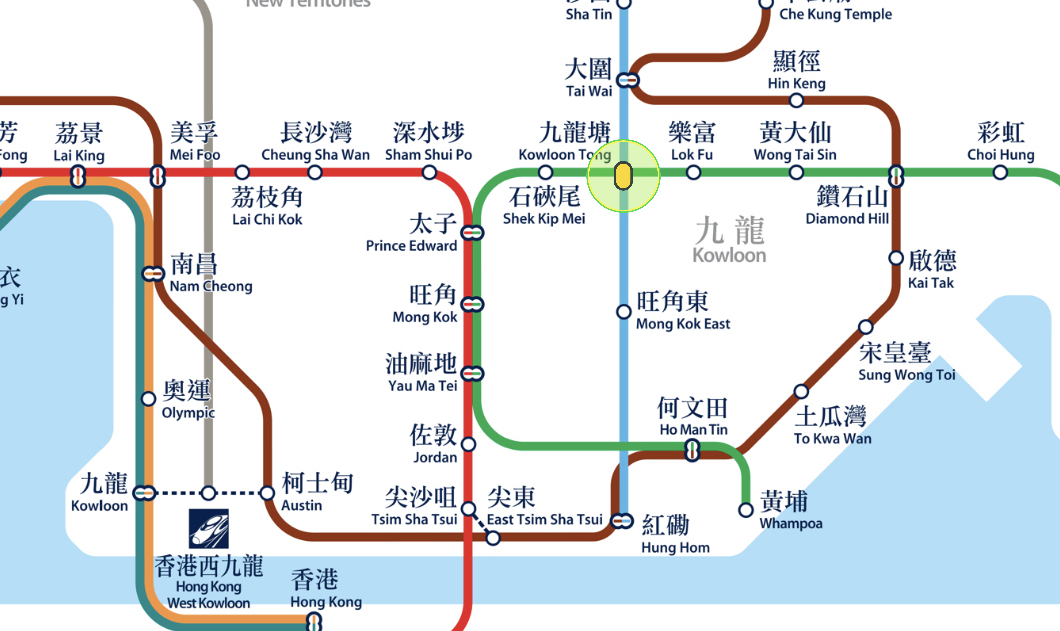 New Territories
Sha Tin
Che Kung Temple
大圍
Tai Wai
顯徑
Hin Keng
荔景
Lai King
美孚
Mei Foo
長沙灣
Cheung Sha Wan
深水埗
Sham Shui Po
九龍塘
Kowloon Tong
樂富
Lok Fu
黃大仙
Wong Tai Sin
彩虹
Choi Hung
荔枝角
Lai Chi Kok
石硤尾
Shek Kip Mei
鑽石山
Diamond Hill
太子
Prince Edward
九龍
Kowloon
南昌
Nam Cheong
啟德
Kai Tak
旺角
Mong Kok
旺角東
Mong Kok East
宋皇臺
Sung Wong Toi
油麻地
Yau Ma Tei
奧運
Olympic
土瓜灣
To Kwa Wan
何文田
Ho Man Tin
佐敦
Jordan
九龍
Kowloon
柯士甸
Austin
尖沙咀
Tsim Sha Tsui
尖東
East Tsim Sha Tsui
紅磡
Hung Hom
黃埔
Whampoa
香港西九龍
Hong Kong
West Kowloon
香港
Hong Kong